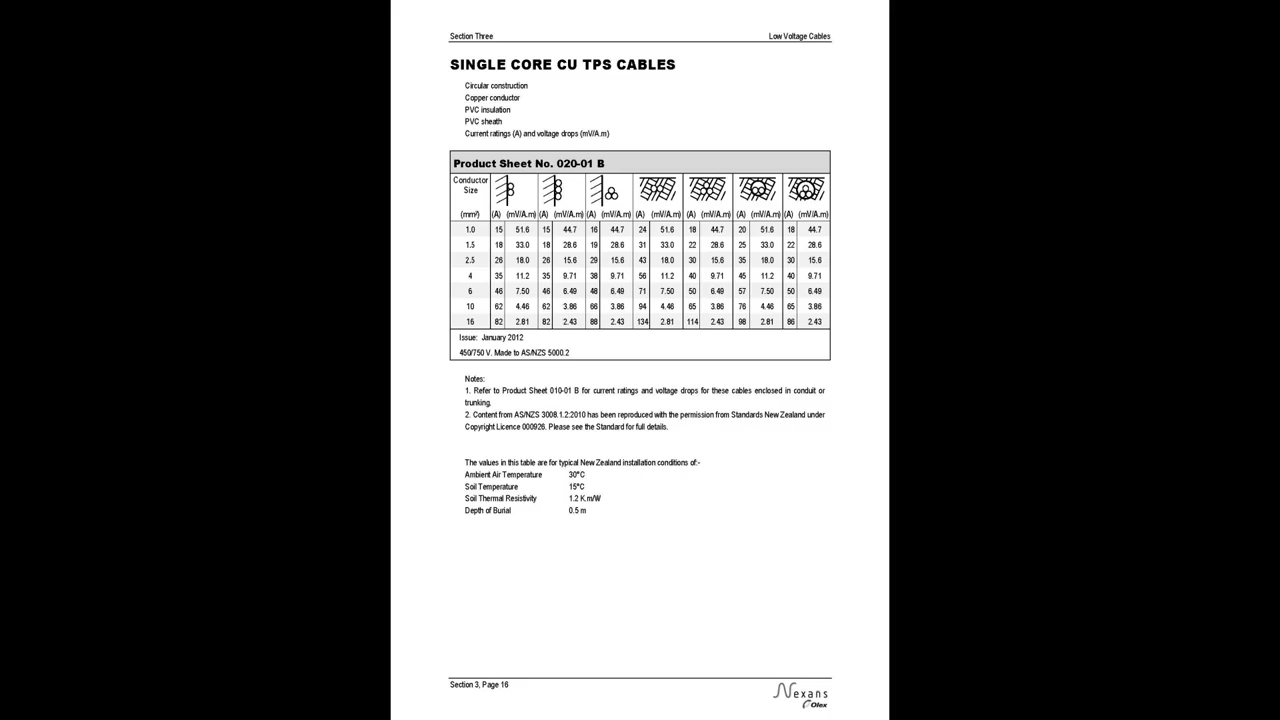 Section Three Low Voltage Cables
SINGLE CORE CU TPS CABLES
Circular construction
Copper conductor
PVC insulation
PVC sheath
Current ratings (A) and voltage drops (mV/A.m)
Product Sheet No. 020-01 B
Conductor
Size
(mm²) (A) (mV/A.m) (A) (mV/A.m) (A) (mV/A.m) (A) (mV/A.m) (A) (mV/A.m) (A) (mV/A.m) (A) (mV/A.m)
1.0 15 51.6 15 44.7 16 44.7 24 51.6 18 44.7 20 51.6 18 44.7
1.5 18 33.0 18 28.6 19 28.6 31 33.0 22 28.6 25 33.0 22 28.6
2.5 26 18.0 26 15.6 29 15.6 43 18.0 30 15.6 35 18.0 30 15.6
4 35 11.2 35 9.71 38 9.71 56 11.2 40 9.71 45 11.2 40 9.71
6 46 7.50 46 6.49 48 6.49 71 7.50 50 6.49 57 7.50 50 6.49
10 62 4.46 62 3.86 66 3.86 94 4.46 65 3.86 76 4.46 65 3.86
16 82 2.81 82 2.43 88 2.43 134 2.81 114 2.43 98 2.81 86 2.43
Issue: January 2012
450/750 V. Made to AS/NZS 5000.2
Notes:
1. Refer to Product Sheet 010-01 B for current ratings and voltage drops for these cables enclosed in conduit or
trunking.
2. Content from AS/NZS 3008.1.2:2010 has been reproduced with the permission from Standards New Zealand under
Copyright Licence 000926. Please see the Standard for full details.
The values in this table are for typical New Zealand installation conditions of:-
Ambient Air Temperature 30°C
Soil Temperature 15°C
Soil Thermal Resistivity 1.2 K.m/W
Depth of Burial 0.5 m
Section 3, Page 16
Nexans
Olex